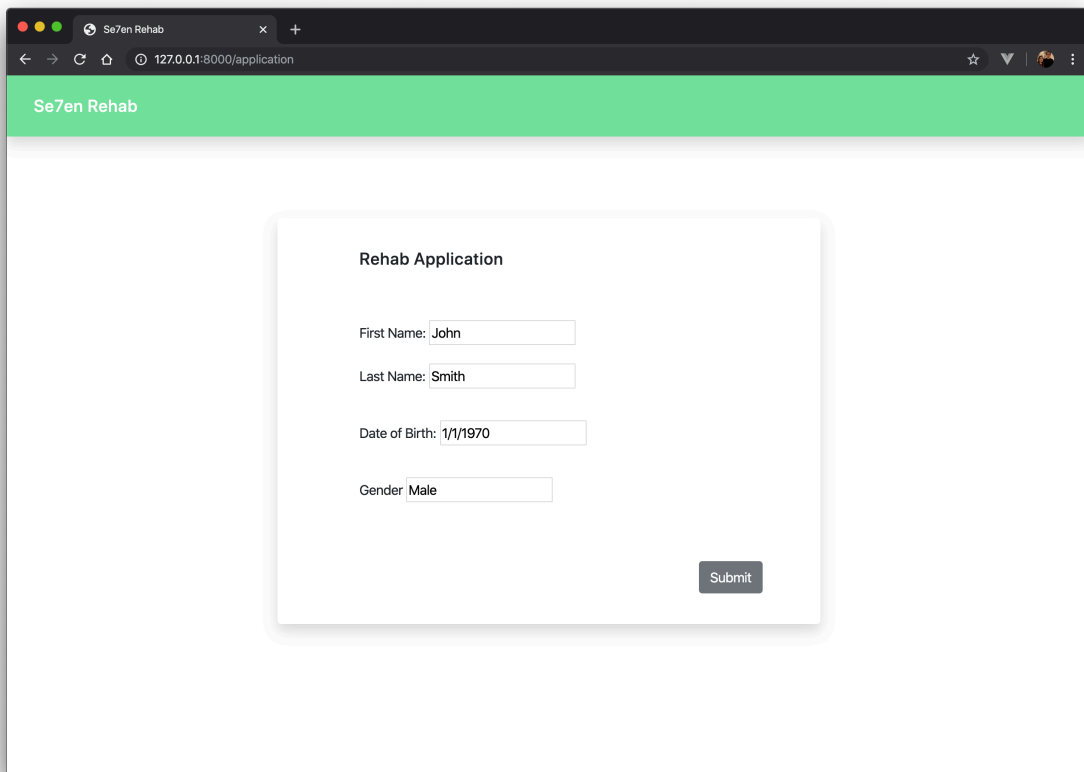 Se7en Rehab
127.0.0.1:8000/application
Se7en Rehab
Rehab Application
First Name: John
Last Name: Smith
Date of Birth: 1/1/1970
Gender Male
Submit